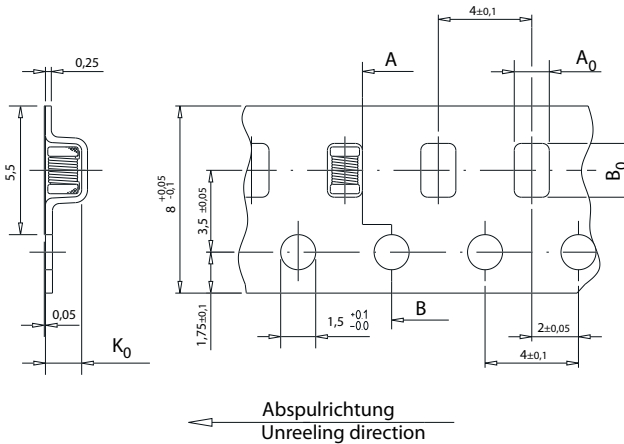 4±0,1
0,25
A
A0
5,5
8 +0,05 -0,1
3,5 ±0,05
B0
1,75±0,1
0,05
1,5 +0.1 -0.0
B
2±0,05
K0
4±0,1
Abspulrichtung
Unreeling direction